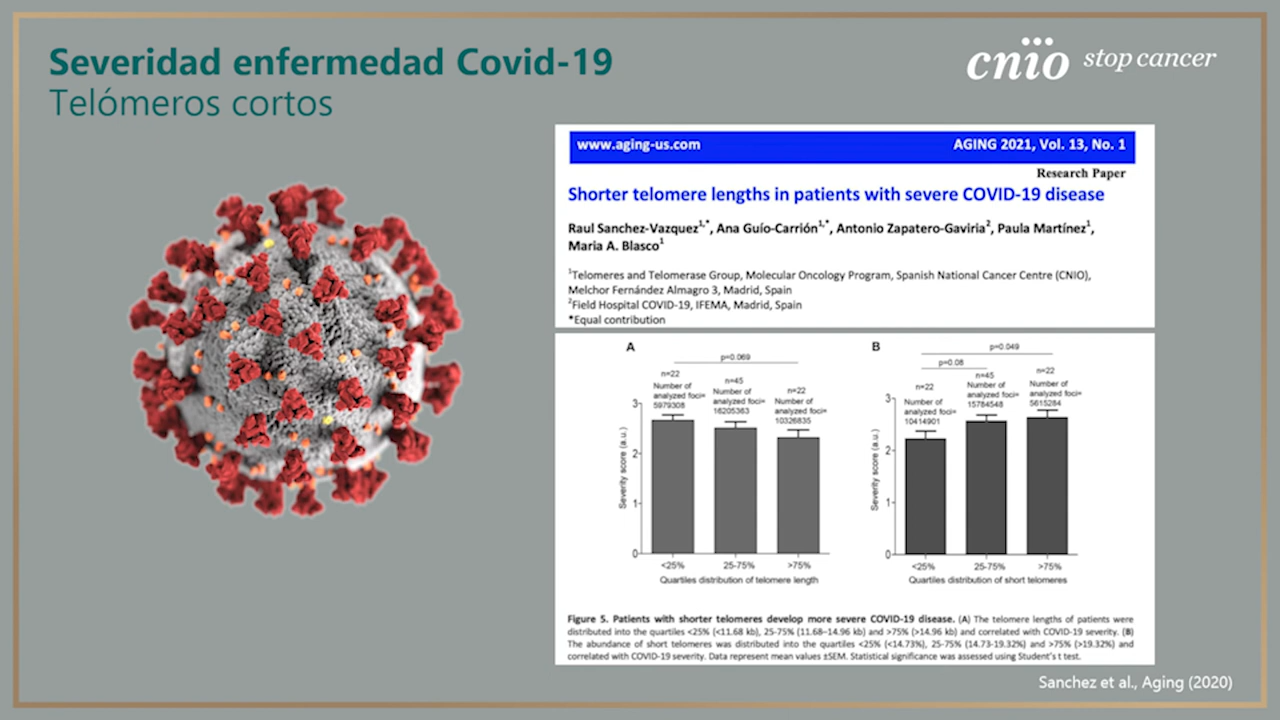 Severidad enfermedad Covid-19
Telómeros cortos
cnio stop cancer
www.aging-us.com AGING 2021, Vol. 13, No. 1
Research Paper
Shorter telomere lengths in patients with severe COVID-19 disease
Raul Sanchez-Vazquez1,*, Ana Guío-Carrión1,*, Antonio Zapatero-Gaviria2, Paula Martínez1,
Maria A. Blasco1
1Telomeres and Telomerase Group, Molecular Oncology Program, Spanish National Cancer Centre (CNIO),
Melchor Fernández Almagro 3, Madrid, Spain
2Field Hospital COVID-19, IFEMA, Madrid, Spain
*Equal contribution
A
p=0.069
n=22
Number of
analyzed foci=
5979308
n=45
Number of
analyzed foci=
16205363
n=22
Number of
analyzed foci=
10326835
Severity score (a.u.)
3
2
1
0
<25% 25-75% >75%
Quartiles distribution of telomere length
B
p=0.049
p=0.08
n=22
Number of
analyzed foci=
10414901
n=45
Number of
analyzed foci=
15784548
n=22
Number of
analyzed foci=
5615284
Severity score (a.u.)
3
2
1
0
<25% 25-75% >75%
Quartiles distribution of short telomeres
Figure 5. Patients with shorter telomeres develop more severe COVID-19 disease. (A) The telomere lengths of patients were
distributed into the quartiles <25% (<11.68 kb), 25-75% (11.68–14.96 kb) and >75% (>14.96 kb) and correlated with COVID-19 severity. (B)
The abundance of short telomeres was distributed into the quartiles <25% (<14.73%), 25-75% (14.73-19.32%) and >75% (>19.32%) and
correlated with COVID-19 severity. Data represent mean values ±SEM. Statistical significance was assessed using Student's t test.
Sanchez et al., Aging (2020)